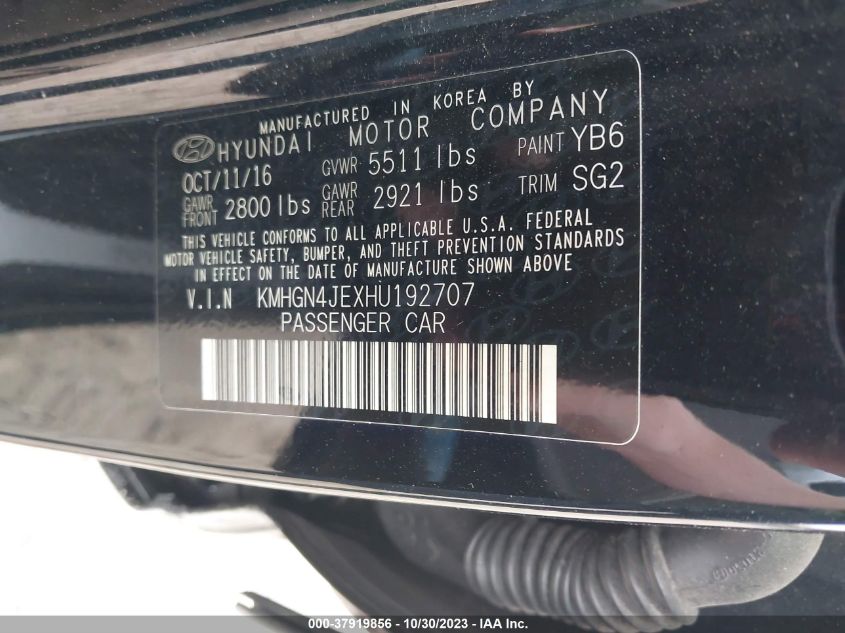 MANUFACTURED IN KOREA BY
HYUNDAI MOTOR COMPANY
OCT/11/16 GVWR 5511 lbs PAINT YB6
GAWR FRONT 2800 lbs GAWR REAR 2921 lbs TRIM SG2
THIS VEHICLE CONFORMS TO ALL APPLICABLE U.S.A. FEDERAL
MOTOR VEHICLE SAFETY, BUMPER, AND THEFT PREVENTION STANDARDS
IN EFFECT ON THE DATE OF MANUFACTURE SHOWN ABOVE
V.I.N KMHGN4JEXHU192707
PASSENGER CAR
000-37919856 - 10/30/2023 - IAA Inc.